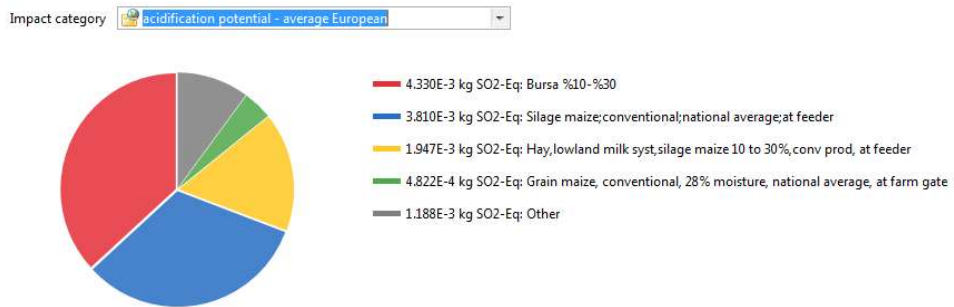 Impact category acidification potential - average European
4.330E-3 kg SO2-Eq: Bursa %10-%30
3.810E-3 kg SO2-Eq: Silage maize;conventional;national average;at feeder
1.947E-3 kg SO2-Eq: Hay,lowland milk syst,silage maize 10 to 30%,conv prod, at feeder
4.822E-4 kg SO2-Eq: Grain maize, conventional, 28% moisture, national average, at farm gate
1.188E-3 kg SO2-Eq: Other